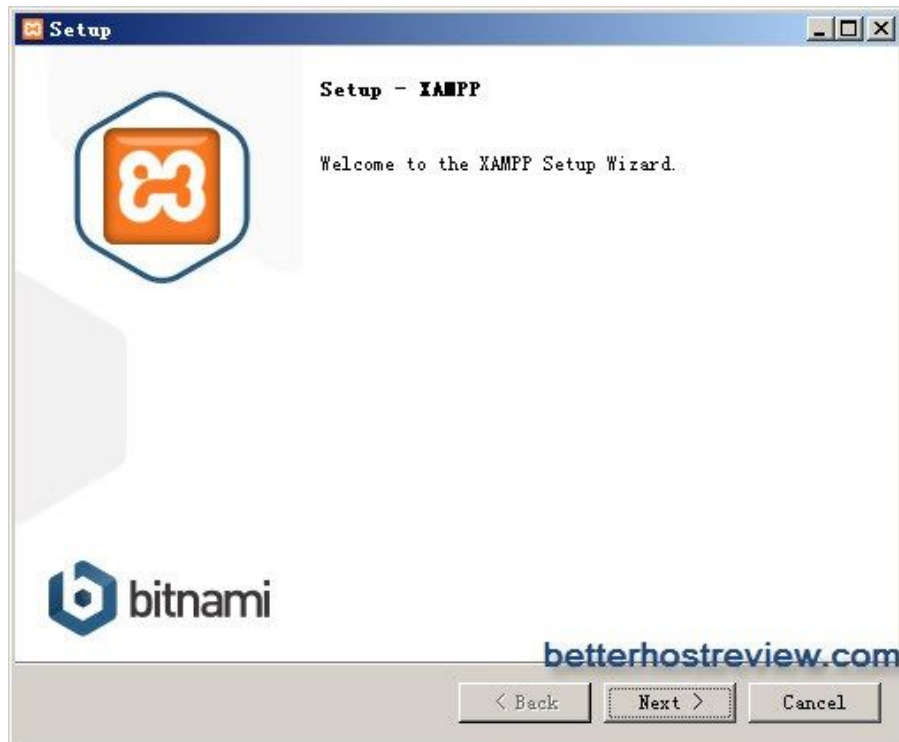 Setup
Setup - XAMPP
Welcome to the XAMPP Setup Wizard.
bitnami
betterhostreview.com
< Back Next > Cancel